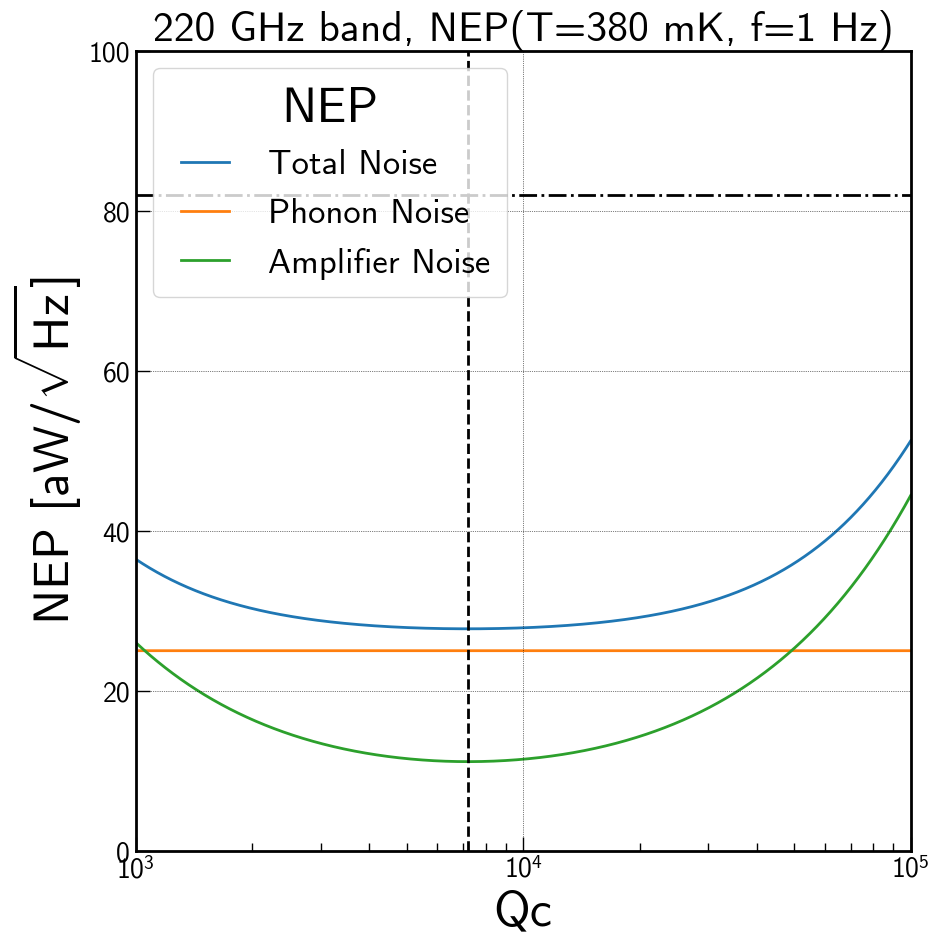 220 GHz band, NEP(T=380 mK, f=1 Hz)
NEP
Total Noise
Phonon Noise
Amplifier Noise
NEP [aW/√Hz]
100
80
60
40
20
0
10³
10⁴
10⁵
Qc